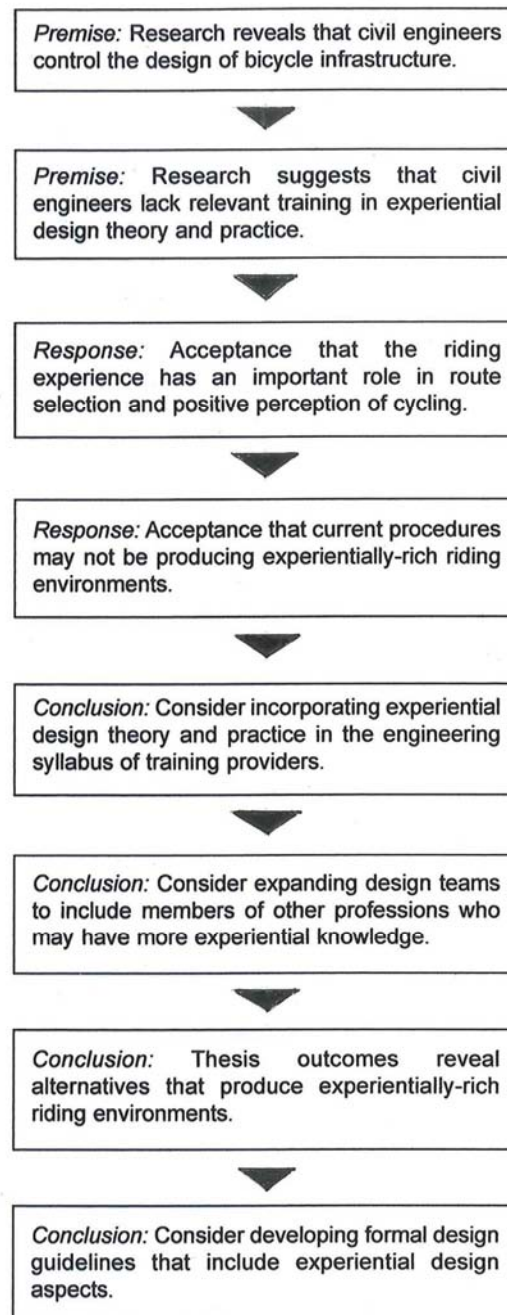 Premise: Research reveals that civil engineers
control the design of bicycle infrastructure.
Premise: Research suggests that civil
engineers lack relevant training in experiential
design theory and practice.
Response: Acceptance that the riding
experience has an important role in route
selection and positive perception of cycling.
Response: Acceptance that current procedures
may not be producing experientially-rich riding
environments.
Conclusion: Consider incorporating experiential
design theory and practice in the engineering
syllabus of training providers.
Conclusion: Consider expanding design teams
to include members of other professions who
may have more experiential knowledge.
Conclusion: Thesis outcomes reveal
alternatives that produce experientially-rich
riding environments.
Conclusion: Consider developing formal design
guidelines that include experiential design
aspects.